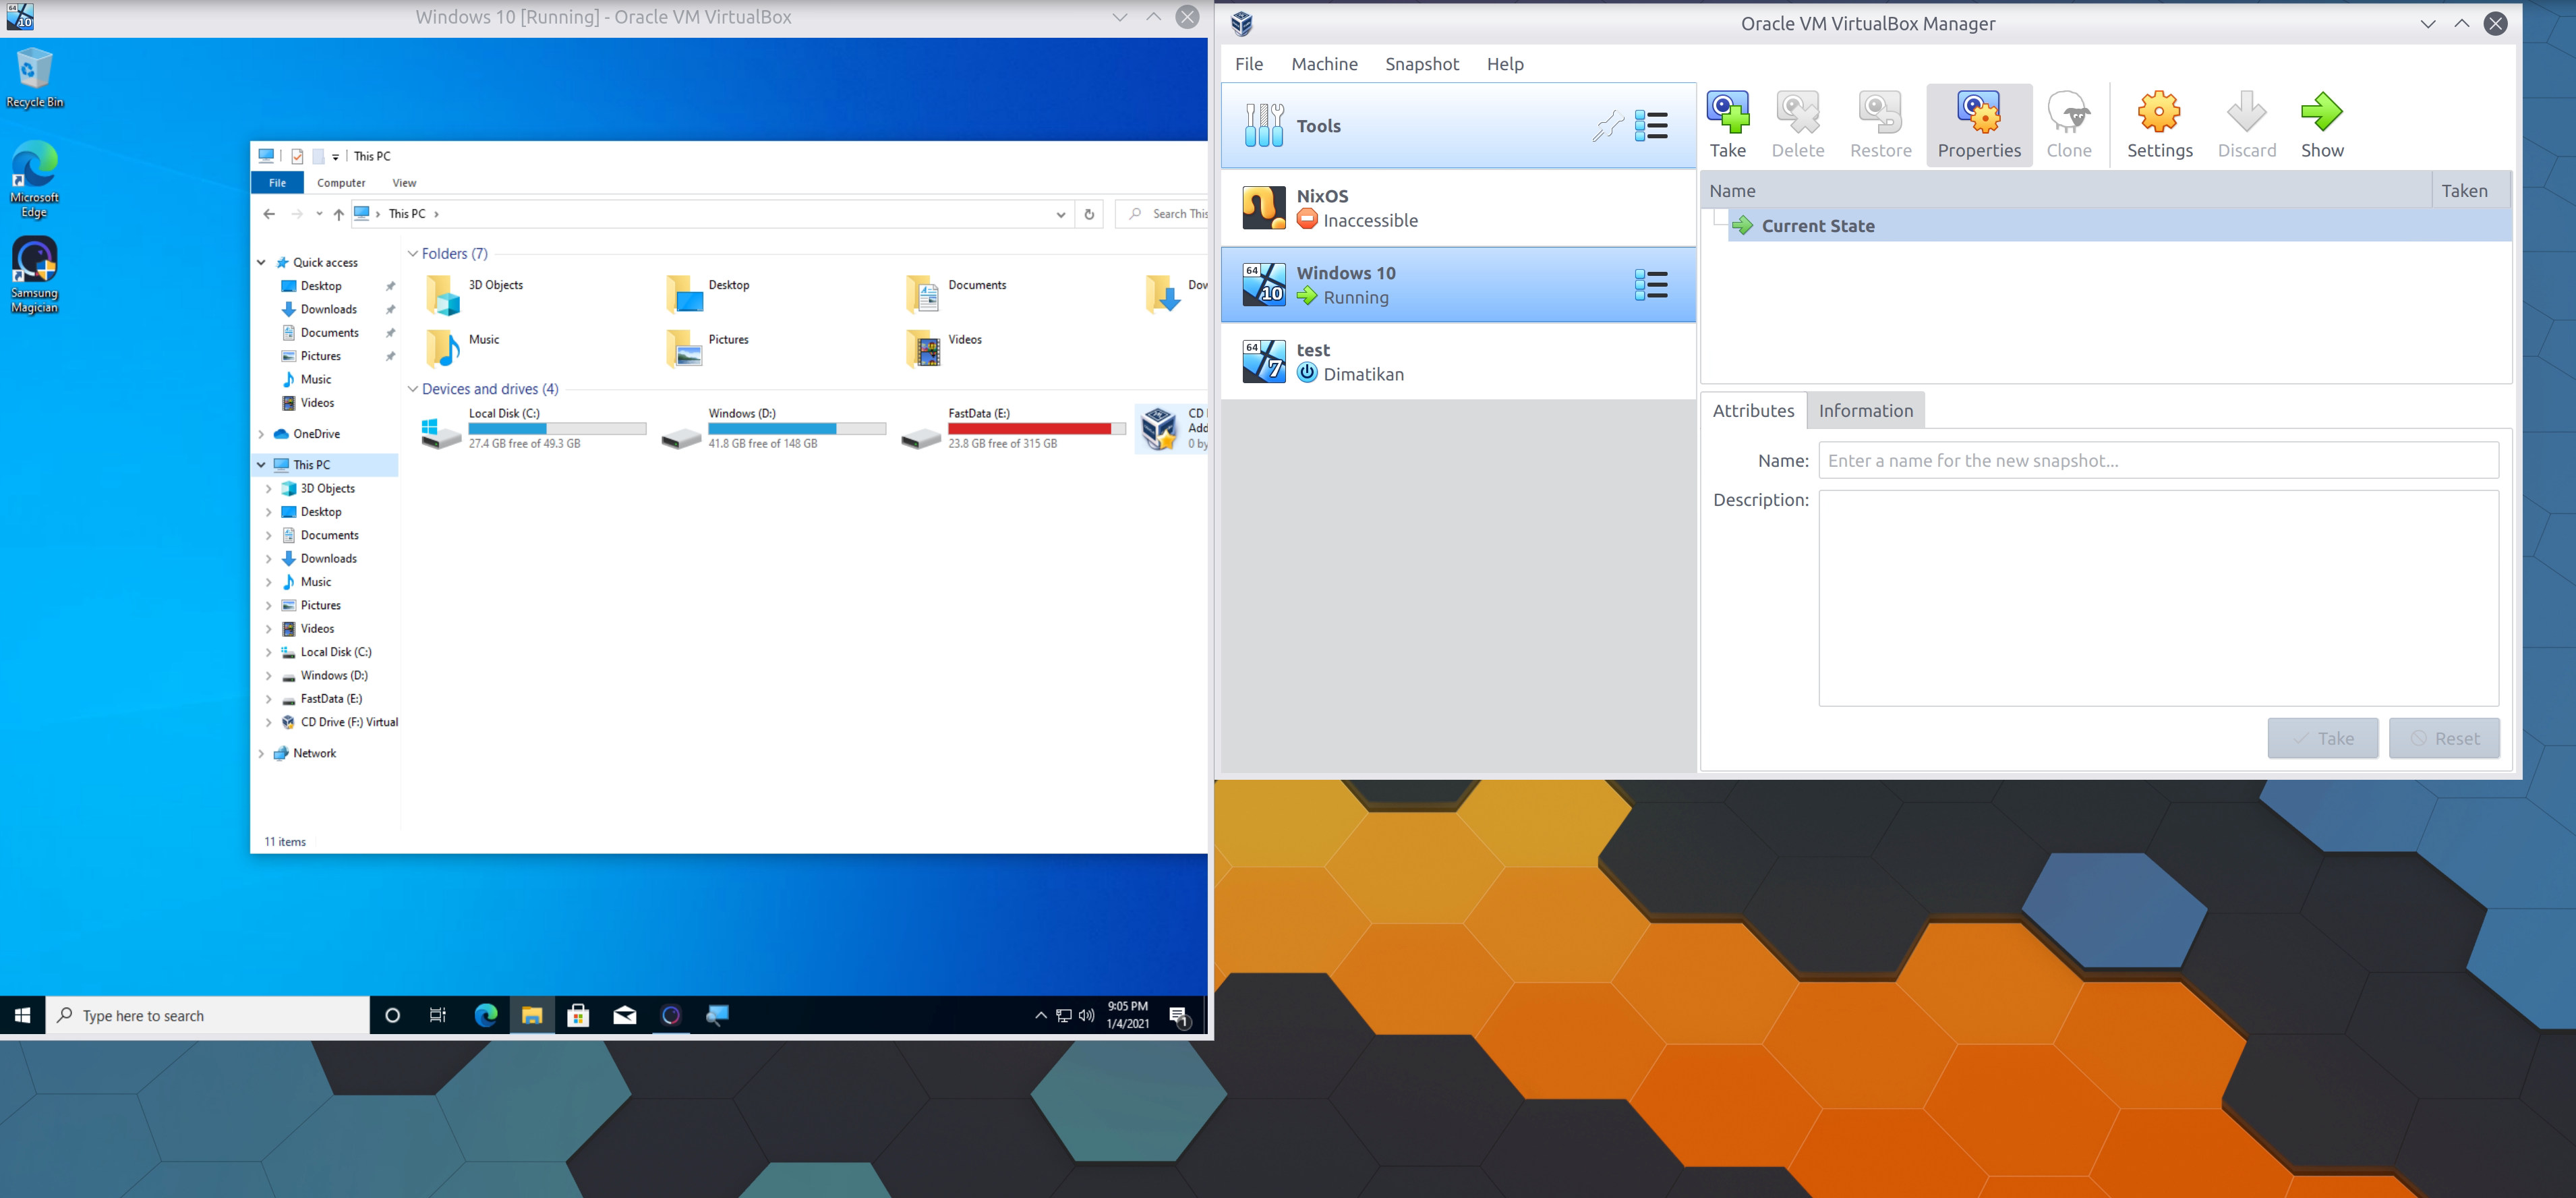 Windows 10 [Running] - Oracle VM VirtualBox
Recycle Bin
Microsoft
Edge
Samsung
Magician
This PC
File Computer View
This PC
Search This
Quick access
Desktop
Downloads
Documents
Pictures
Music
Videos
OneDrive
This PC
3D Objects
Desktop
Documents
Downloads
Music
Pictures
Videos
Local Disk (C:)
Windows (D:)
FastData (E:)
CD Drive (F:) Virtual
Network
Folders (7)
3D Objects
Desktop
Documents
Dow
Music
Pictures
Videos
Devices and drives (4)
Local Disk (C:)
27.4 GB free of 49.3 GB
Windows (D:)
41.8 GB free of 148 GB
FastData (E:)
23.8 GB free of 315 GB
CD
Add
0 by
11 items
Type here to search
9:05 PM
1/4/2021
1
Oracle VM VirtualBox Manager
File Machine Snapshot Help
Tools
NixOS
Inaccessible
64
10
Windows 10
Running
64
7
test
Dimatikan
Take Delete Restore Properties Clone Settings Discard Show
Name Taken
Current State
Attributes Information
Name: Enter a name for the new snapshot...
Description:
Take Reset